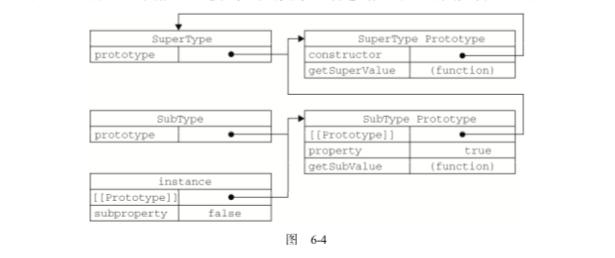 SuperType
prototype
SuperType Prototype
constructor
getSuperValue (function)
SubType
prototype
SubType Prototype
[[Prototype]]
property true
getSubValue (function)
instance
[[Prototype]]
subproperty false
图 6-4